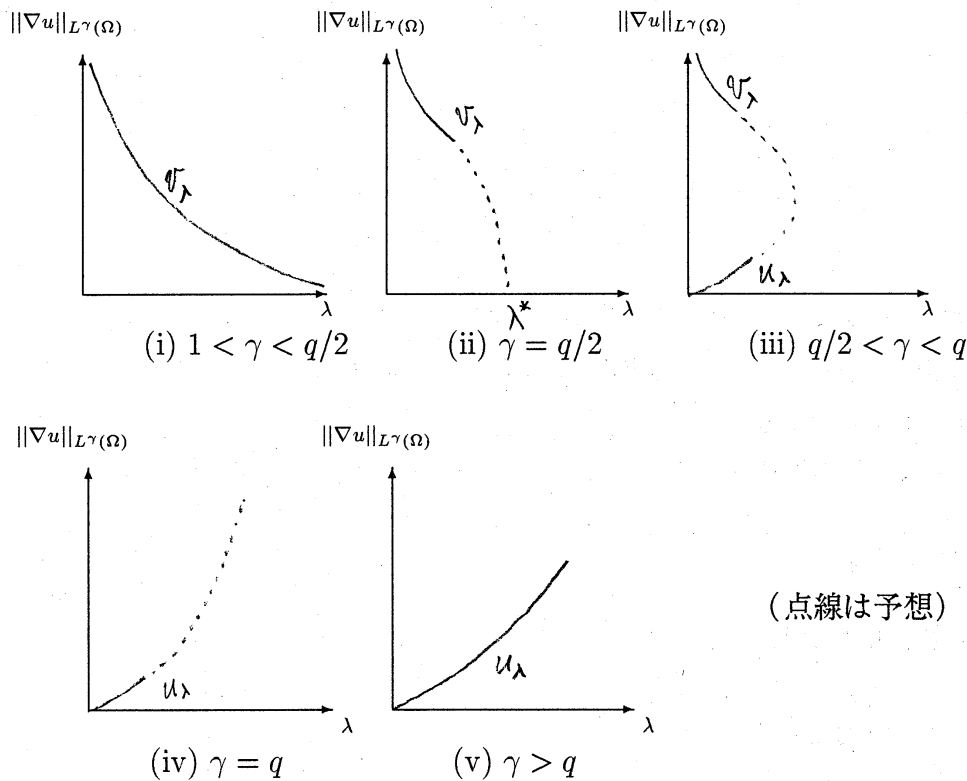 ||∇u||_{L^γ(Ω)}
||∇u||_{L^γ(Ω)}
||∇u||_{L^γ(Ω)}
v_λ
v_λ
v_λ
u_λ
λ
λ*
λ
λ
(i) 1 < γ < q/2
(ii) γ = q/2
(iii) q/2 < γ < q
||∇u||_{L^γ(Ω)}
||∇u||_{L^γ(Ω)}
(点線は予想)
u_λ
u_λ
λ
λ
(iv) γ = q
(v) γ > q